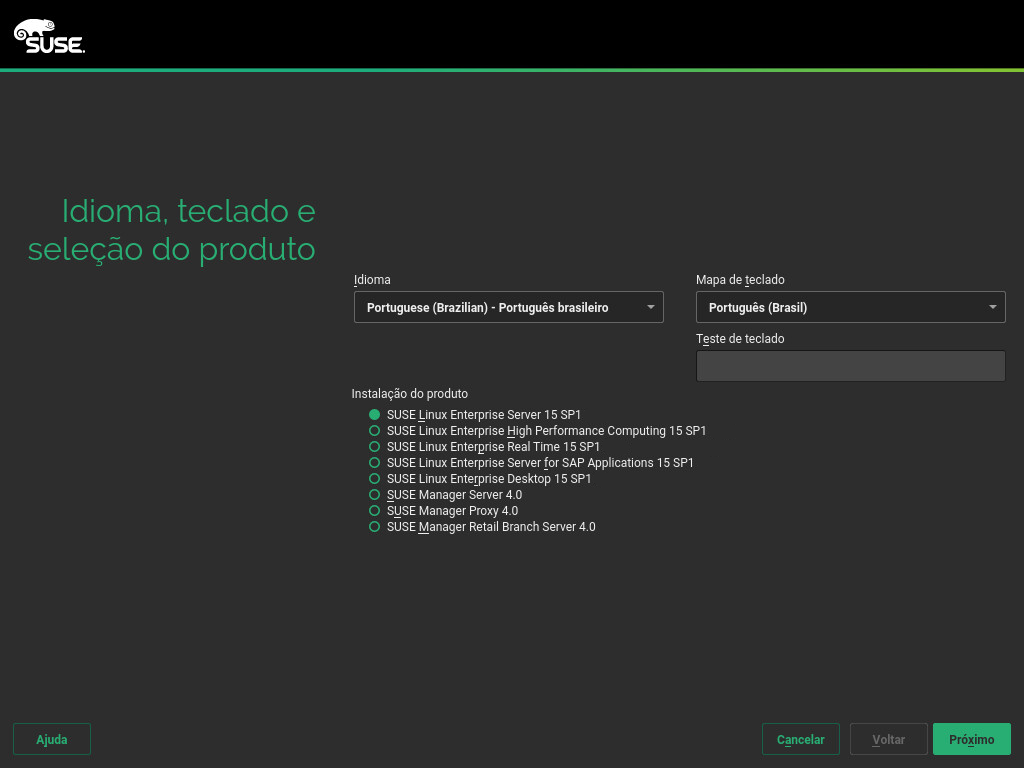 SUSE.
Idioma, teclado e
seleção do produto
Idioma
Mapa de teclado
Portuguese (Brazilian) - Português brasileiro
Português (Brasil)
Teste de teclado
Instalação do produto
SUSE Linux Enterprise Server 15 SP1
SUSE Linux Enterprise High Performance Computing 15 SP1
SUSE Linux Enterprise Real Time 15 SP1
SUSE Linux Enterprise Server for SAP Applications 15 SP1
SUSE Linux Enterprise Desktop 15 SP1
SUSE Manager Server 4.0
SUSE Manager Proxy 4.0
SUSE Manager Retail Branch Server 4.0
Ajuda
Cancelar
Voltar
Próximo